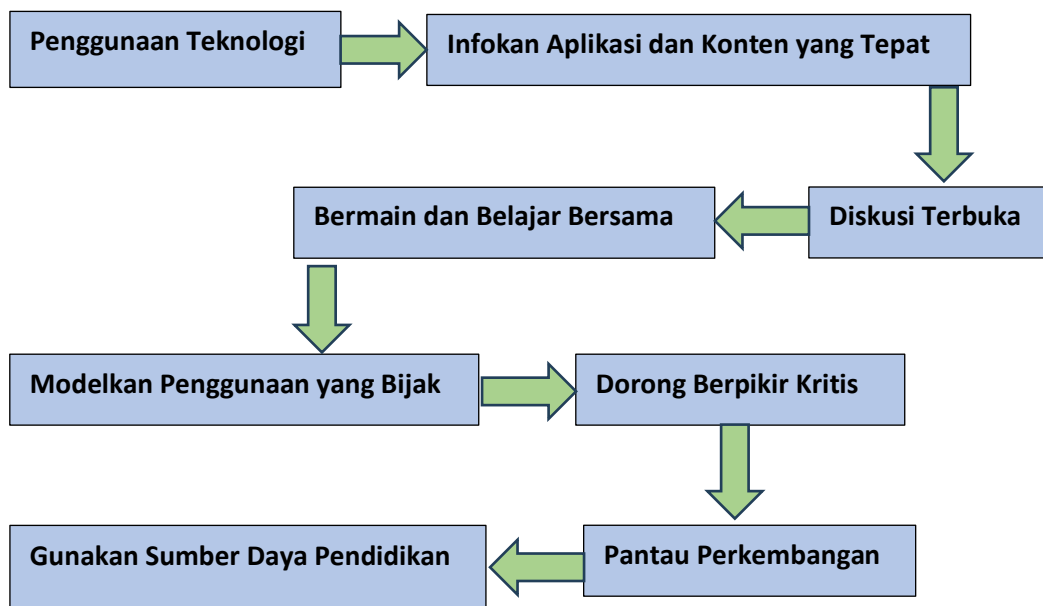 Penggunaan Teknologi
Infokan Aplikasi dan Konten yang Tepat
Diskusi Terbuka
Bermain dan Belajar Bersama
Modelkan Penggunaan yang Bijak
Dorong Berpikir Kritis
Pantau Perkembangan
Gunakan Sumber Daya Pendidikan